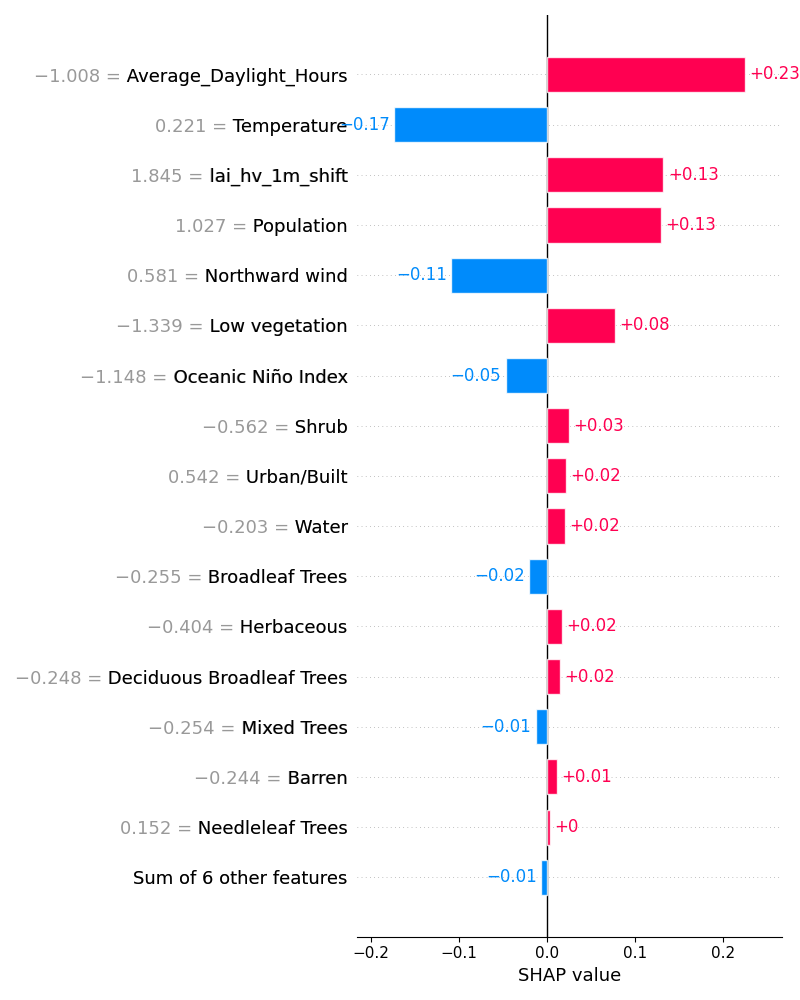 −1.008 = Average_Daylight_Hours +0.23
0.221 = Temperature −0.17
1.845 = lai_hv_1m_shift +0.13
1.027 = Population +0.13
0.581 = Northward wind −0.11
−1.339 = Low vegetation +0.08
−1.148 = Oceanic Niño Index −0.05
−0.562 = Shrub +0.03
0.542 = Urban/Built +0.02
−0.203 = Water +0.02
−0.255 = Broadleaf Trees −0.02
−0.404 = Herbaceous +0.02
−0.248 = Deciduous Broadleaf Trees +0.02
−0.254 = Mixed Trees −0.01
−0.244 = Barren +0.01
0.152 = Needleleaf Trees +0
Sum of 6 other features −0.01
−0.2 −0.1 0.0 0.1 0.2
SHAP value